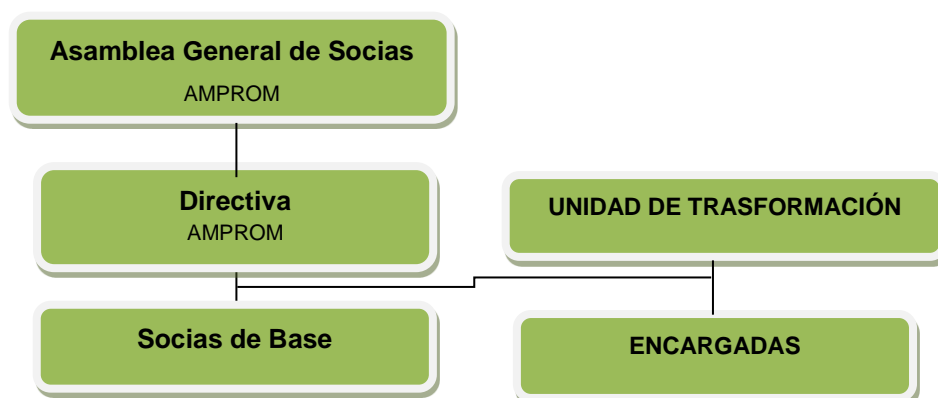 Asamblea General de Socias
AMPROM
Directiva
AMPROM
UNIDAD DE TRASFORMACIÓN
Socias de Base
ENCARGADAS